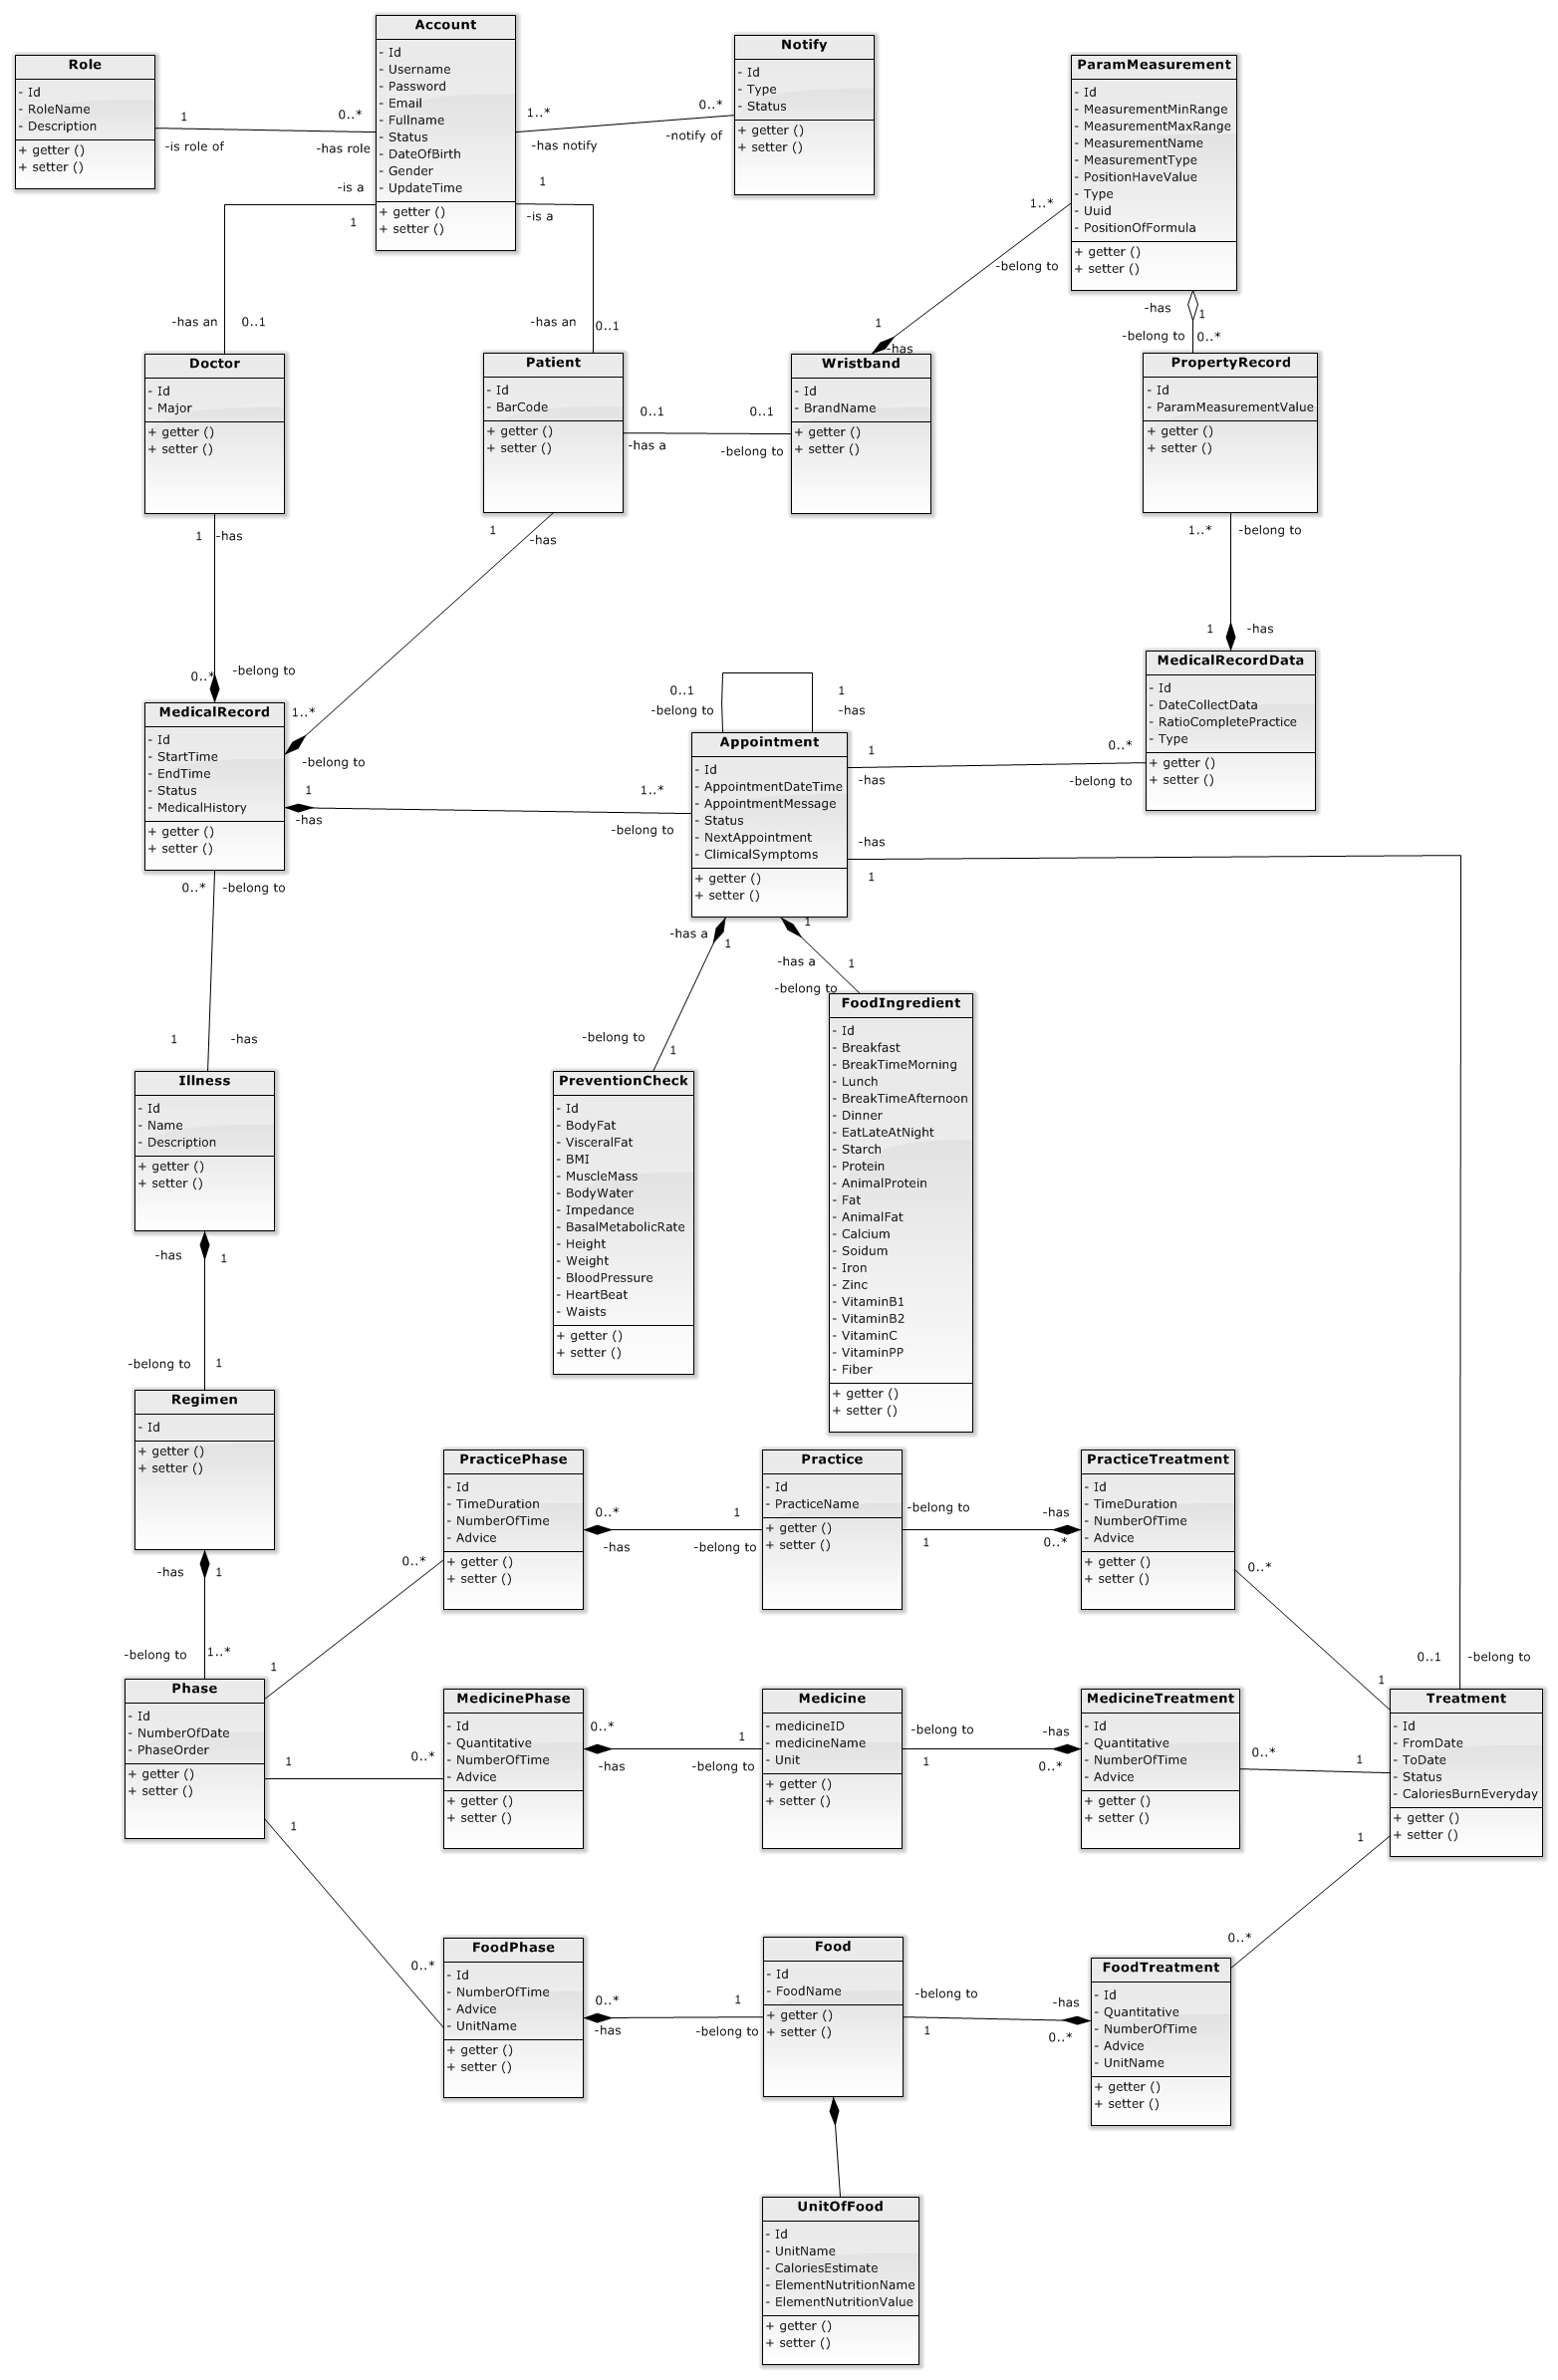 Account
- Id
- Username
- Password
- Email
- Fullname
- Status
- DateOfBirth
- Gender
- UpdateTime
+ getter ()
+ setter ()
Role
- Id
- RoleName
- Description
+ getter ()
+ setter ()
1
-is role of
0..*
-has role
Notify
- Id
- Type
- Status
+ getter ()
+ setter ()
1..*
-has notify
0..*
-notify of
ParamMeasurement
- Id
- MeasurementMinRange
- MeasurementMaxRange
- MeasurementName
- MeasurementType
- PositionHaveValue
- Type
- Uuid
- PositionOfFormula
+ getter ()
+ setter ()
-is a
1
-has an
0..1
1
-is a
-has an
0..1
1..*
-belong to
1
-has
-has
1
-belong to
0..*
Doctor
- Id
- Major
+ getter ()
+ setter ()
Patient
- Id
- BarCode
+ getter ()
+ setter ()
0..1
-has a
0..1
-belong to
Wristband
- Id
- BrandName
+ getter ()
+ setter ()
PropertyRecord
- Id
- ParamMeasurementValue
+ getter ()
+ setter ()
1
-has
0..*
-belong to
1
-has
1..*
-belong to
1..*
-belong to
1
-has
MedicalRecord
- Id
- StartTime
- EndTime
- Status
- MedicalHistory
+ getter ()
+ setter ()
1
-has
1..*
-belong to
0..1
-belong to
1
-has
Appointment
- Id
- AppointmentDateTime
- AppointmentMessage
- Status
- NextAppointment
- ClimicalSymptoms
+ getter ()
+ setter ()
1
-has
0..*
-belong to
MedicalRecordData
- Id
- DateCollectData
- RatioCompletePractice
- Type
+ getter ()
+ setter ()
-has
1
0..*
-belong to
1
-has
-has a
1
-belong to
1
1
-has a
1
-belong to
Illness
- Id
- Name
- Description
+ getter ()
+ setter ()
PreventionCheck
- Id
- BodyFat
- VisceralFat
- BMI
- MuscleMass
- BodyWater
- Impedance
- BasalMetabolicRate
- Height
- Weight
- BloodPressure
- HeartBeat
- Waists
+ getter ()
+ setter ()
FoodIngredient
- Id
- Breakfast
- BreakTimeMorning
- Lunch
- BreakTimeAfternoon
- Dinner
- EatLateAtNight
- Starch
- Protein
- AnimalProtein
- Fat
- AnimalFat
- Calcium
- Soidum
- Iron
- Zinc
- VitaminB1
- VitaminB2
- VitaminC
- VitaminPP
- Fiber
+ getter ()
+ setter ()
-has
1
-belong to
1
Regimen
- Id
+ getter ()
+ setter ()
-has
1
-belong to
1..*
PracticePhase
- Id
- TimeDuration
- NumberOfTime
- Advice
+ getter ()
+ setter ()
0..*
-has
1
-belong to
Practice
- Id
- PracticeName
+ getter ()
+ setter ()
-belong to
1
-has
0..*
PracticeTreatment
- Id
- TimeDuration
- NumberOfTime
- Advice
+ getter ()
+ setter ()
0..*
1
0..*
1
0..1
-belong to
Phase
- Id
- NumberOfDate
- PhaseOrder
+ getter ()
+ setter ()
1
0..*
MedicinePhase
- Id
- Quantitative
- NumberOfTime
- Advice
+ getter ()
+ setter ()
0..*
-has
1
-belong to
Medicine
- medicineID
- medicineName
- Unit
+ getter ()
+ setter ()
-belong to
1
-has
0..*
MedicineTreatment
- Id
- Quantitative
- NumberOfTime
- Advice
+ getter ()
+ setter ()
0..*
1
Treatment
- Id
- FromDate
- ToDate
- Status
- CaloriesBurnEveryday
+ getter ()
+ setter ()
1
0..*
1
0..*
FoodPhase
- Id
- NumberOfTime
- Advice
- UnitName
+ getter ()
+ setter ()
0..*
-has
1
-belong to
Food
- Id
- FoodName
+ getter ()
+ setter ()
-belong to
1
-has
0..*
FoodTreatment
- Id
- Quantitative
- NumberOfTime
- Advice
- UnitName
+ getter ()
+ setter ()
UnitOfFood
- Id
- UnitName
- CaloriesEstimate
- ElementNutritionName
- ElementNutritionValue
+ getter ()
+ setter ()